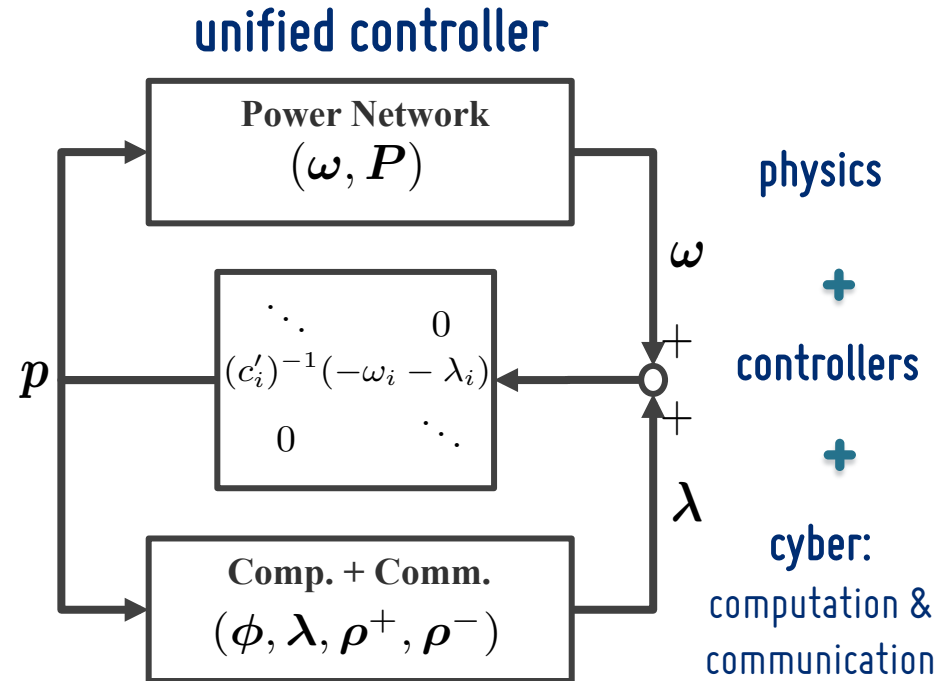 unified controller
Power Network
(ω, P)
physics
ω
+
+
⋱ 0
(c′ᵢ)⁻¹(−ωᵢ − λᵢ)
0 ⋱
p
controllers
+
+
λ
cyber:
Comp. + Comm.
(ϕ, λ, ρ⁺, ρ⁻)
computation &
communication